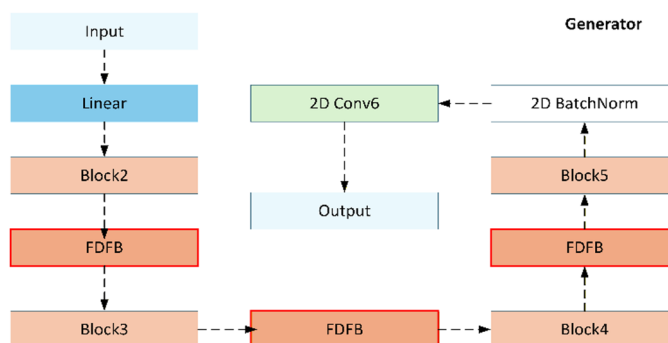 Generator
Input
Linear
Block2
FDFB
Block3
FDFB
Block4
FDFB
Block5
2D BatchNorm
2D Conv6
Output